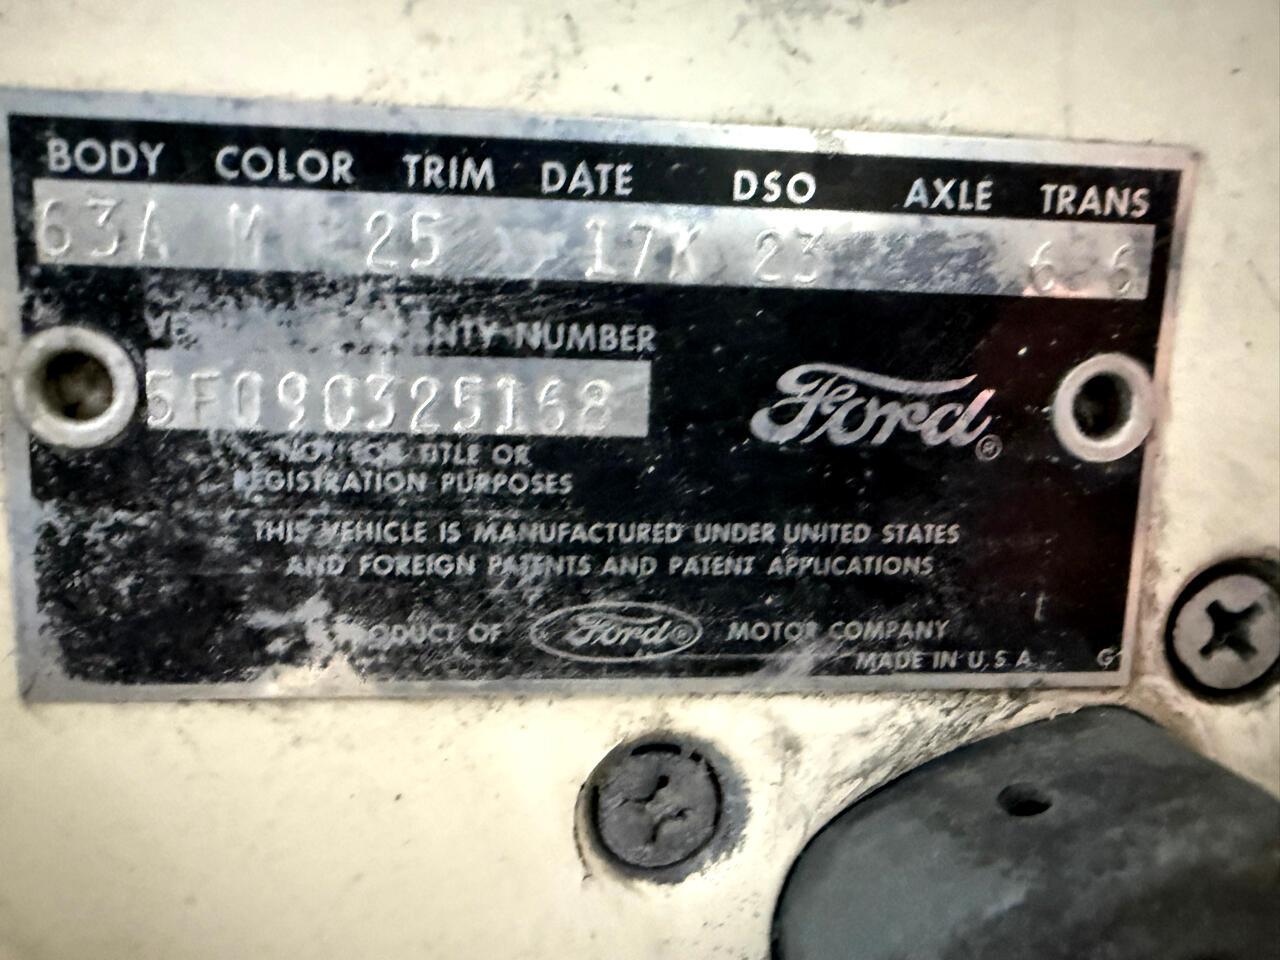 BODY COLOR TRIM DATE DSO AXLE TRANS
63A M 25 17K 23 6 6
NUMBER
5F09C325168
NOT FOR TITLE OR
REGISTRATION PURPOSES
THIS VEHICLE IS MANUFACTURED UNDER UNITED STATES
AND FOREIGN PATENTS AND PATENT APPLICATIONS
Ford®
PRODUCT OF Ford® MOTOR COMPANY
MADE IN U.S.A. G